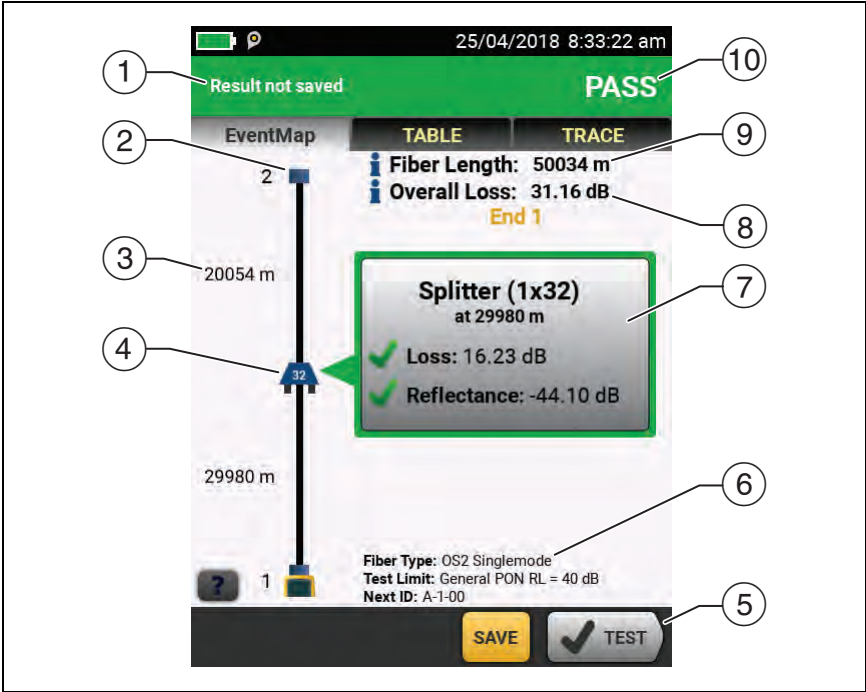 25/04/2018 8:33:22 am
1
10
Result not saved
PASS
EventMap
TABLE
TRACE
2
9
2
Fiber Length: 50034 m
Overall Loss: 31.16 dB
8
End 1
3
20054 m
7
Splitter (1x32)
at 29980 m
4
32
Loss: 16.23 dB
Reflectance: -44.10 dB
29980 m
6
Fiber Type: OS2 Singlemode
Test Limit: General PON RL = 40 dB
Next ID: A-1-00
?
1
5
SAVE
TEST